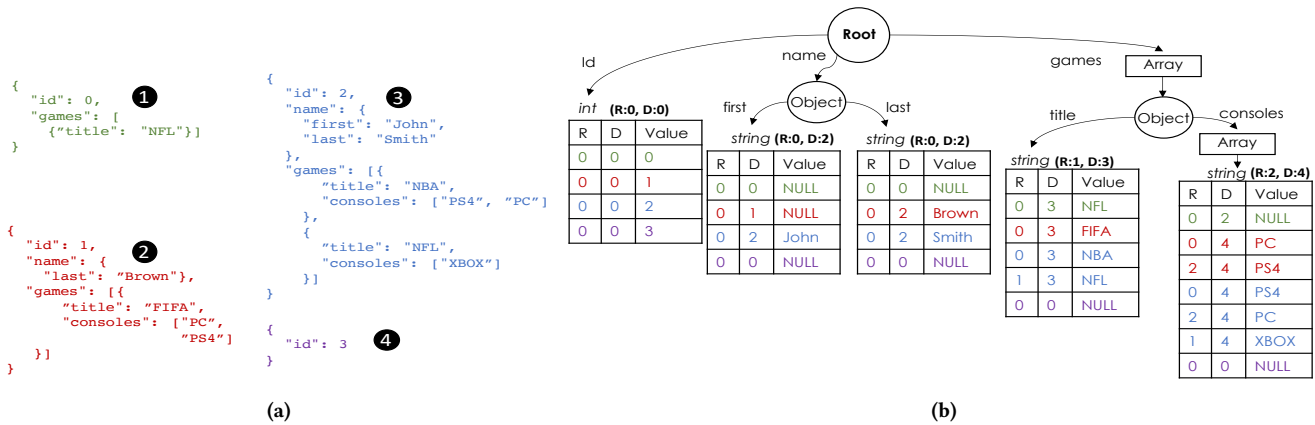 {
"id": 0,
"games": [
{"title": "NFL"}]
}
1
{
"id": 1,
"name": {
"last": "Brown"},
"games": [{
"title": "FIFA",
"consoles": ["PC",
"PS4"]
}]
}
2
{
"id": 2,
"name": {
"first": "John",
"last": "Smith"
},
"games": [{
"title": "NBA",
"consoles": ["PS4", "PC"]
},
{
"title": "NFL",
"consoles": ["XBOX"]
}]
}
3
{
"id": 3
}
4
(a)
Root
Id
name
games
Array
Object
first
last
Object
title
consoles
Array
int (R:0, D:0)
R D Value
0 0 0
0 0 1
0 0 2
0 0 3
string (R:0, D:2)
R D Value
0 0 NULL
0 1 NULL
0 2 John
0 0 NULL
string (R:0, D:2)
R D Value
0 0 NULL
0 2 Brown
0 2 Smith
0 0 NULL
string (R:1, D:3)
R D Value
0 3 NFL
0 3 FIFA
0 3 NBA
1 3 NFL
0 0 NULL
string (R:2, D:4)
R D Value
0 2 NULL
0 4 PC
2 4 PS4
0 4 PS4
2 4 PC
1 4 XBOX
0 0 NULL
(b)